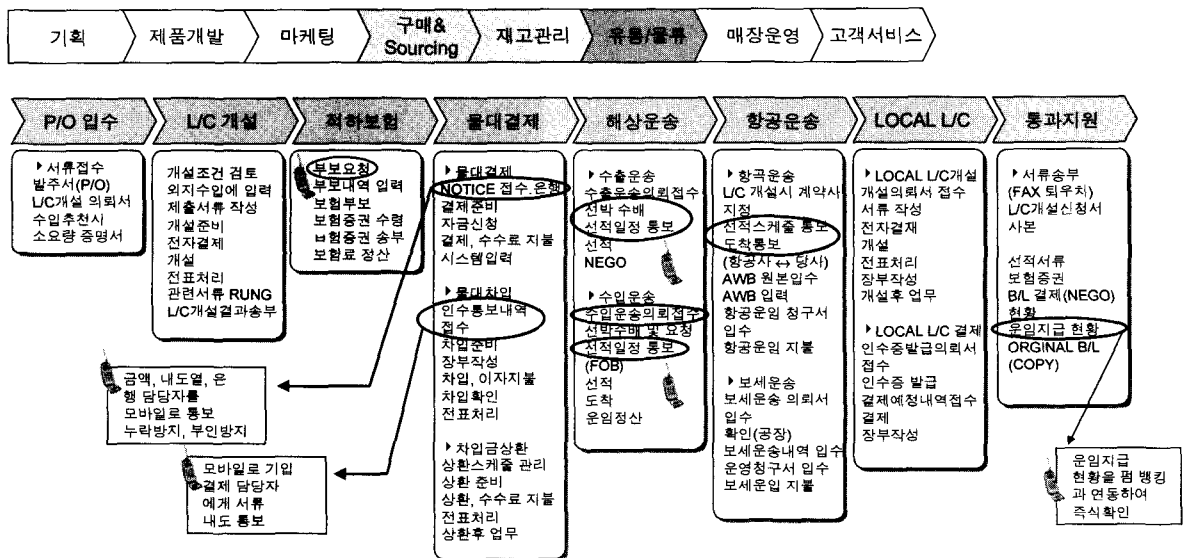 기획
제품개발
마케팅
구매&
Sourcing
재고관리
유통/물류
매장운영
고객서비스
P/O 입수
L/C 개설
적하보험
물대결제
해상운송
항공운송
LOCAL L/C
통과지원
▶서류접수
발주서(P/O)
L/C개설 의뢰서
수입추천시
소요량 증명서
개설조건 검토
외지수입에 입력
제출서류 작성
개설준비
전자결제
개설
전표처리
관련서류 RUNG
L/C개설결과송부
부보요청
부보내역 입력
보험부보
보험증권 수령
보험증권 송부
보험료 정산
▶물대결제
NOTICE 접수.은행
결제준비
자금신청
결제, 수수료 지불
시스템입력
▶물대차입
인수통보내역
접수
차입준비
장부작성
차입, 이자지불
차입확인
전표처리
▶차입금상환
상환스케줄 관리
상환 준비
상환, 수수료 지불
전표처리
상환후 업무
▶수출운송
수출운송의뢰접수
선박 수배
선적일정 통보
선적
NEGO
▶수입운송
수입운송의뢰접수
선박수배 및 요청
선적일정 통보
(FOB)
선적
도착
운임정산
▶항곡운송
L/C 개설시 계약사
지정
선적스케줄 통보
도착통보
(항공사 ↔ 당사)
AWB 원본입수
AWB 입력
항공운임 청구서
입수
항공운임 지불
▶보세운송
보세운송 의뢰서
입수
확인(공장)
보세운송내역 입수
운영청구서 입수
보세운임 지불
▶LOCAL L/C개설
개설의뢰서 접수
서류 작성
전자결재
개설
전표처리
장부작성
개설후 업무
▶LOCAL L/C 결제
인수증발급의뢰서
접수
인수증 발급
결제예정내역접수
결제
장부작성
▶서류송부
(FAX 퇴우치)
L/C개설신청서
사본
선적서류
보험증권
B/L 결제(NEGO)
현황
운임지급 현황
ORGINAL B/L
(COPY)
금액, 내도열, 은
행 담당자를
모바일로 통보
누락방지, 부인방지
모바일로 기입
결제 담당자
에게 서류
내도 통보
운임지급
현황을 펌 뱅킹
과 연동하여
즉식확인